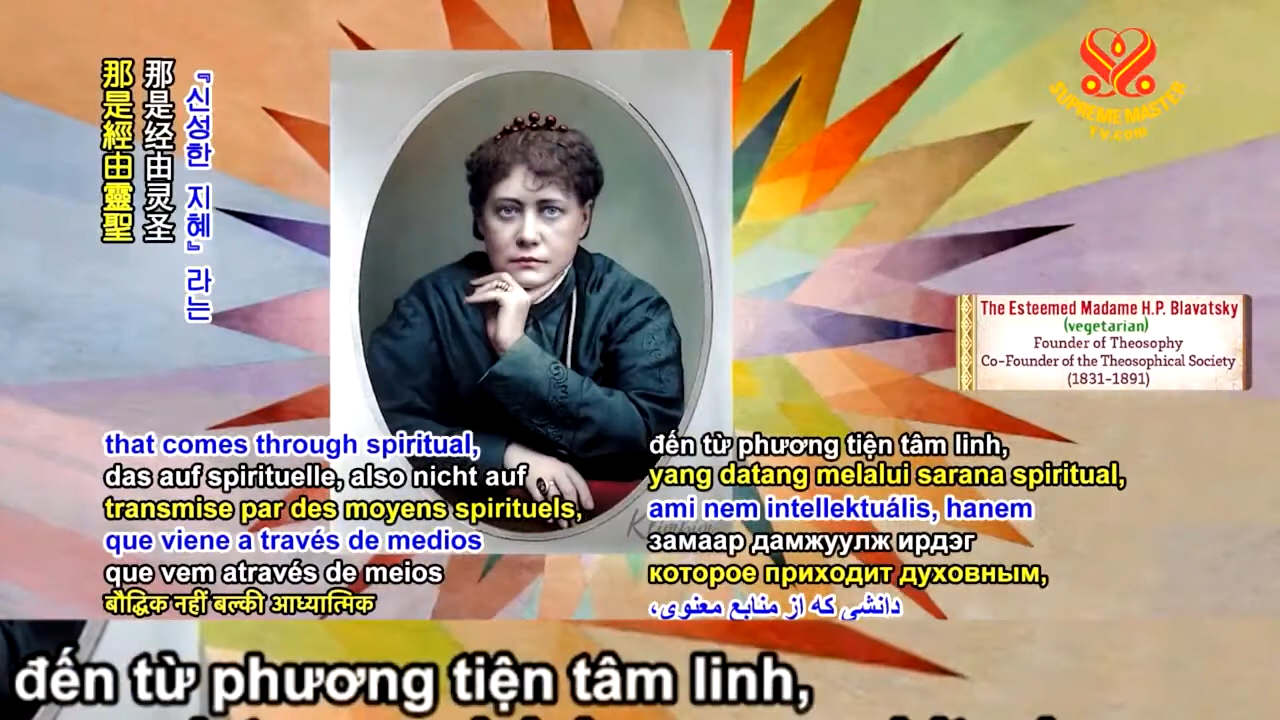 那是經由靈聖
那是经由灵圣
『신성한 지혜』 라는
SUPREME MASTER
TV.COM
The Esteemed Madame H.P. Blavatsky
(vegetarian)
Founder of Theosophy
Co-Founder of the Theosophical Society
(1831-1891)
that comes through spiritual,
das auf spirituelle, also nicht auf
transmise par des moyens spirituels,
que viene a través de medios
que vem através de meios
बौद्धिक नहीं बल्की आध्यात्मिक
đến từ phương tiện tâm linh,
yang datang melalui sarana spiritual,
ami nem intellektuális, hanem
замаар дамжуулж ирдэг
которое приходит духовным,
دانشی که از منابع معنوی،
đến từ phương tiện tâm linh,